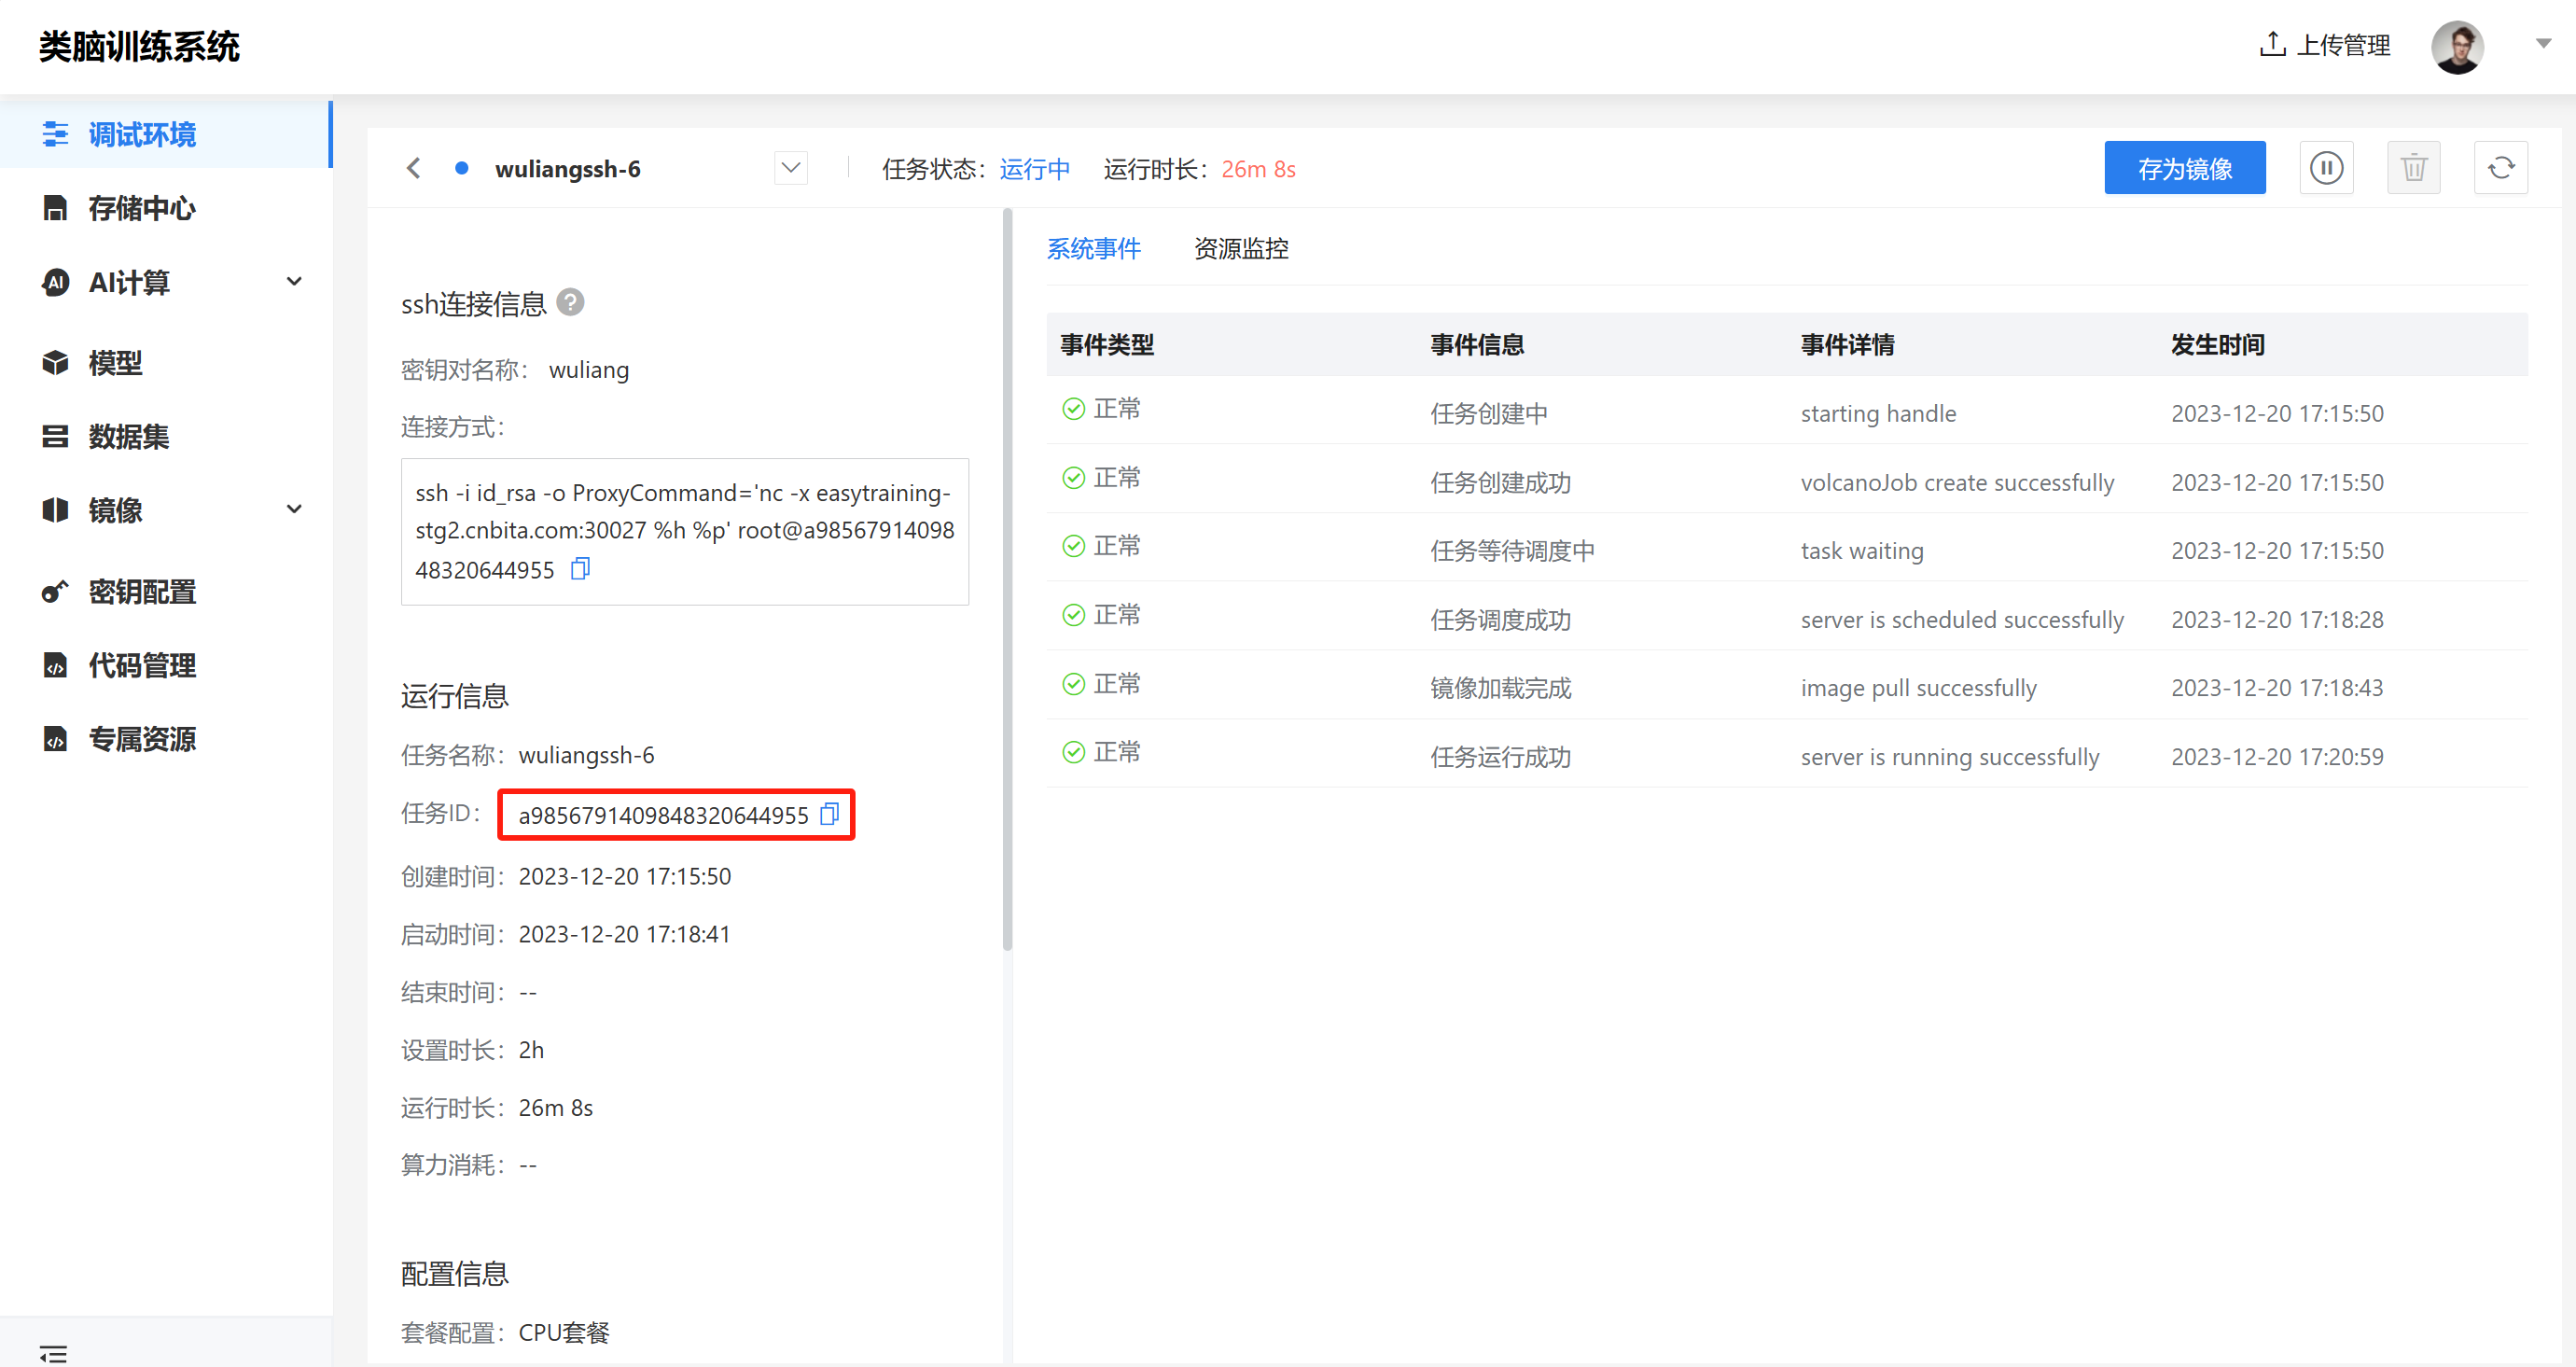 类脑训练系统
上传管理
调试环境
存储中心
AI计算
模型
数据集
镜像
密钥配置
代码管理
专属资源
wuliangssh-6
任务状态：运行中 运行时长：26m 8s
存为镜像
ssh连接信息
密钥对名称： wuliang
连接方式：
ssh -i id_rsa -o ProxyCommand='nc -x easytraining-
stg2.cnbita.com:30027 %h %p' root@a98567914098
48320644955
运行信息
任务名称：wuliangssh-6
任务ID： a9856791409848320644955
创建时间：2023-12-20 17:15:50
启动时间：2023-12-20 17:18:41
结束时间：--
设置时长：2h
运行时长：26m 8s
算力消耗：--
配置信息
套餐配置：CPU套餐
系统事件 资源监控
事件类型 事件信息 事件详情 发生时间
正常 任务创建中 starting handle 2023-12-20 17:15:50
正常 任务创建成功 volcanoJob create successfully 2023-12-20 17:15:50
正常 任务等待调度中 task waiting 2023-12-20 17:15:50
正常 任务调度成功 server is scheduled successfully 2023-12-20 17:18:28
正常 镜像加载完成 image pull successfully 2023-12-20 17:18:43
正常 任务运行成功 server is running successfully 2023-12-20 17:20:59